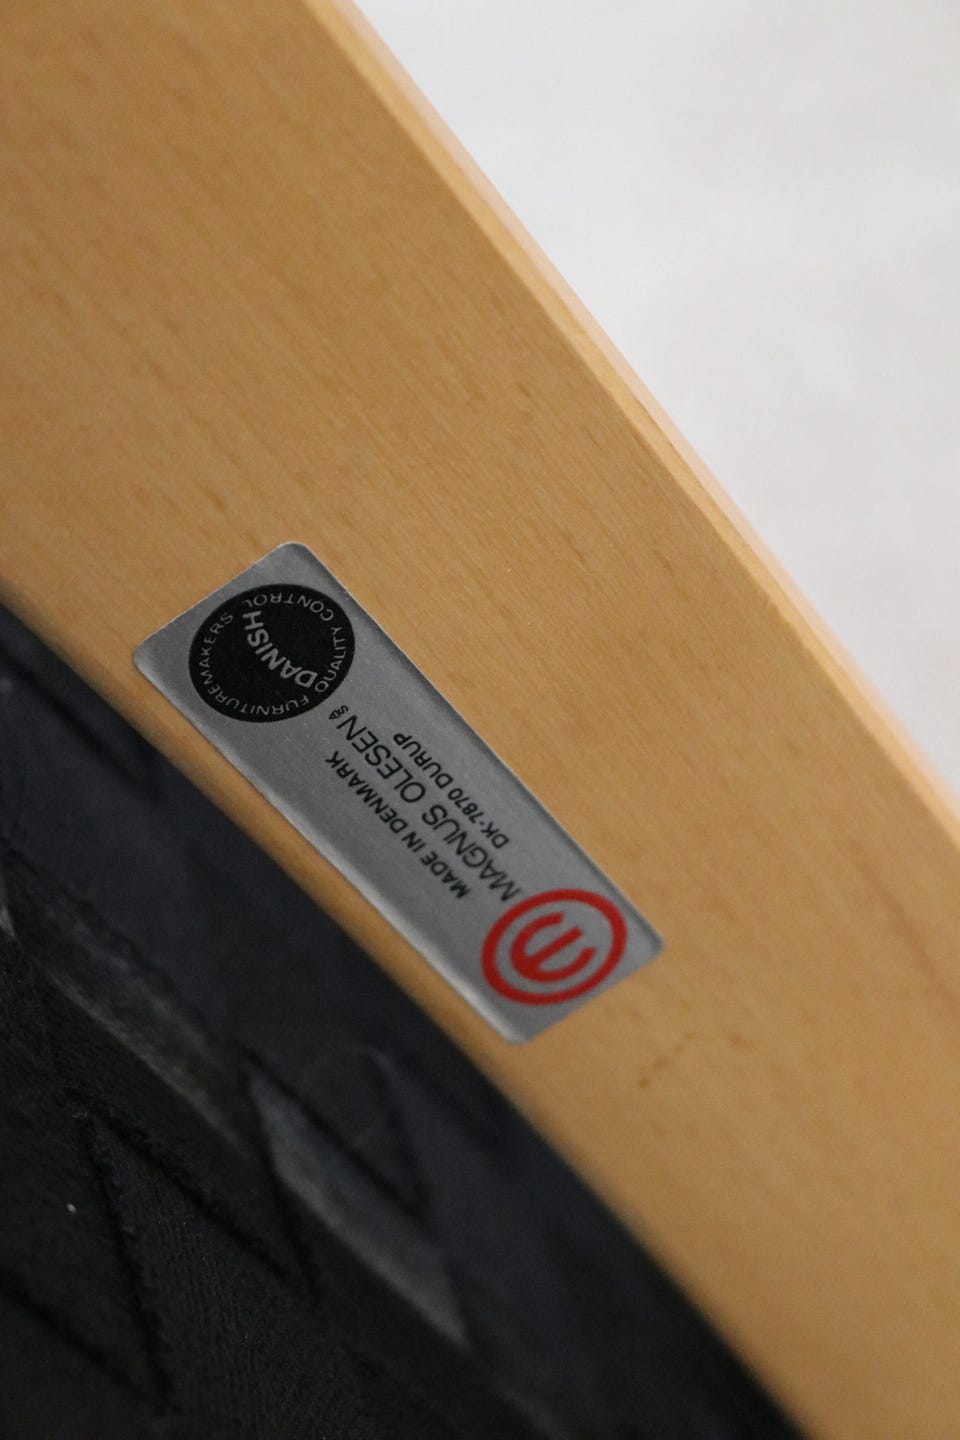 MADE IN DENMARK
MAGNUS OLESEN
DK-7870 DURUP
DANISH
FURNITUREMAKERS QUALITY CONTROL